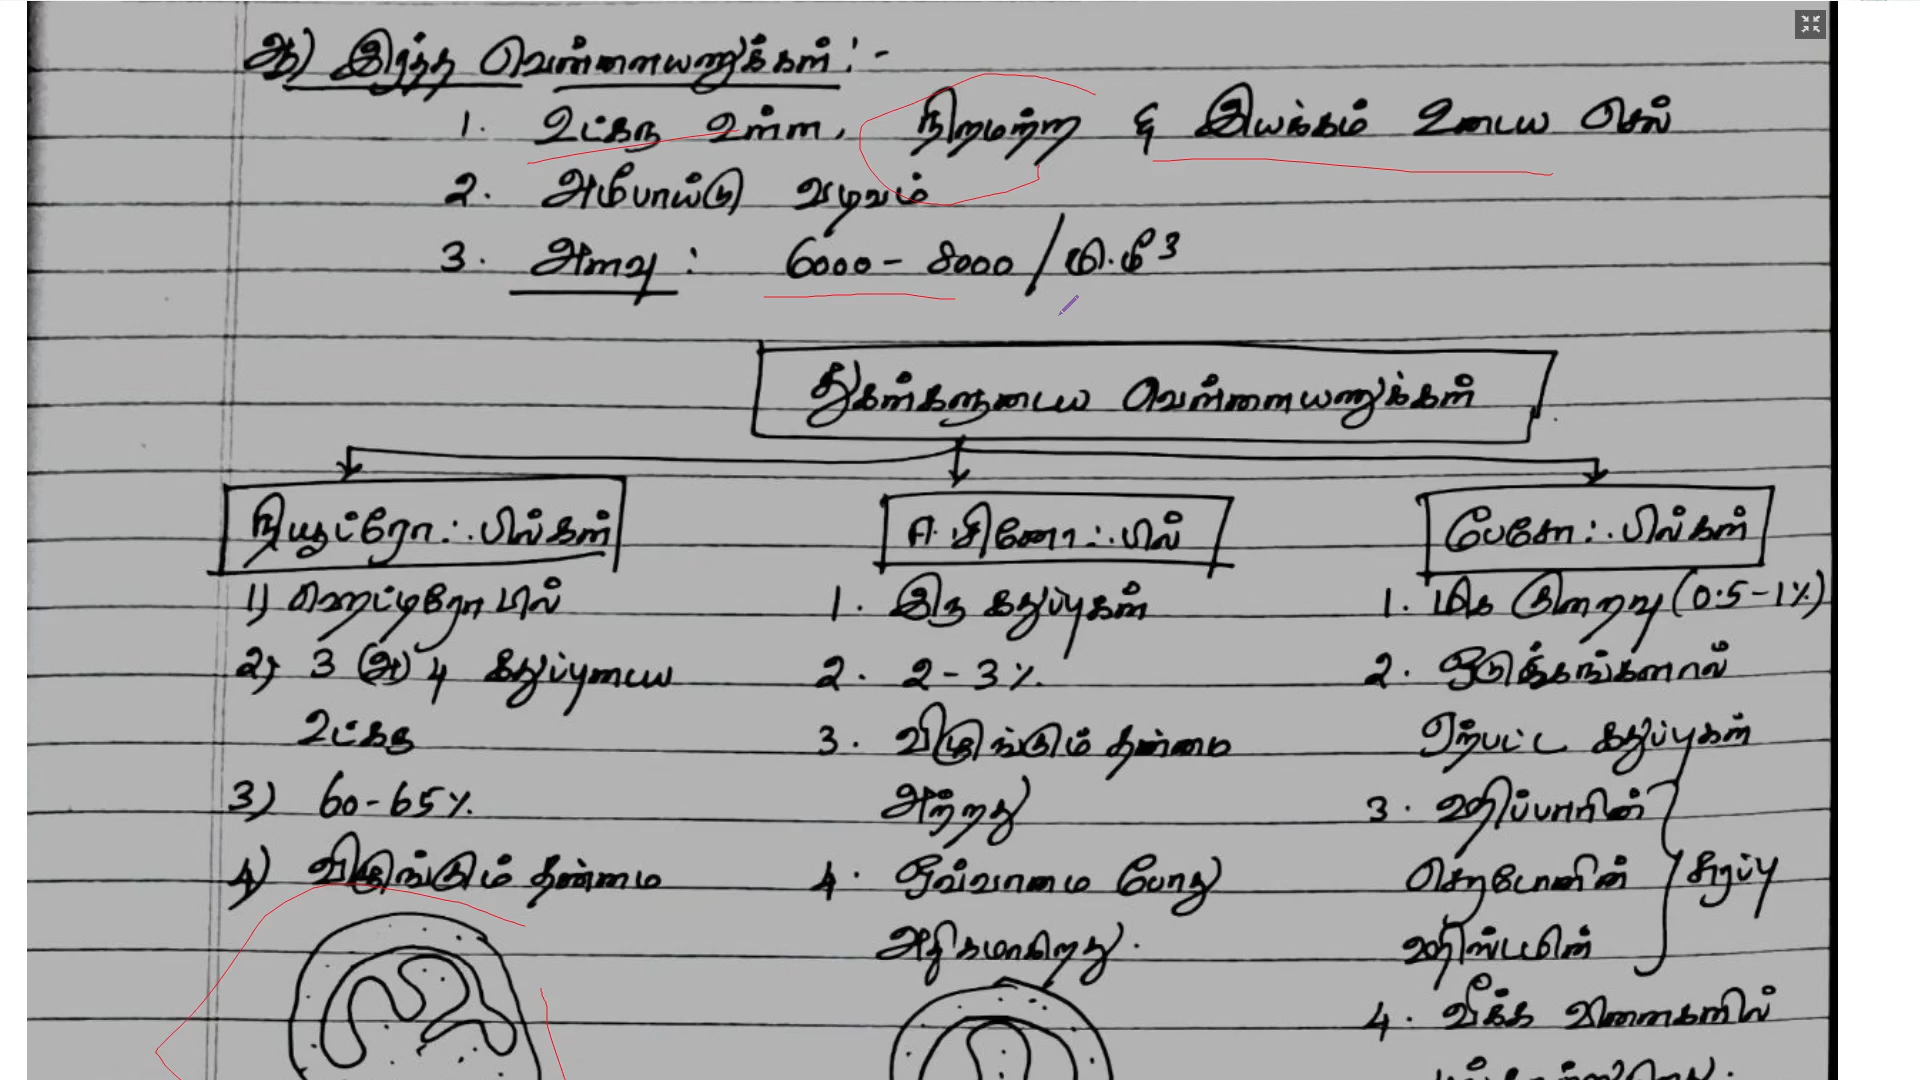 ஆ) இரத்த வெள்ளையணுக்கள் :-
1. உட்கரு உள்ள, நிறமற்ற & இயக்கம் உடைய செல்
2. அமீபாய்டு வடிவம்
3. அளவு : 6000 - 8000 / மி.மீ³
துகள்களுடைய வெள்ளையணுக்கள்
நியூட்ரோஃபில்கள்
1) ஹெட்டிரோபில்
2) 3 (அ) 4 கதுப்புடைய
உட்கரு
3) 60-65%
4) விழுங்கும் தன்மை
ஈசினோஃபில்
1. இரு கதுப்புகள்
2. 2 - 3%
3. விழுங்கும் தன்மை
அற்றது
4. ஒவ்வாமை போது
அதிகமாகிறது.
பேசோஃபில்கள்
1. மிக குறைவு (0.5 - 1%)
2. ஒடுக்கங்களால்
ஏற்பட்ட கதுப்புகள்
3. ஹிப்பாரின்
செரடோனின்
ஹிஸ்டமின்
சுரப்பு
4. வீக்க வினைகளில்